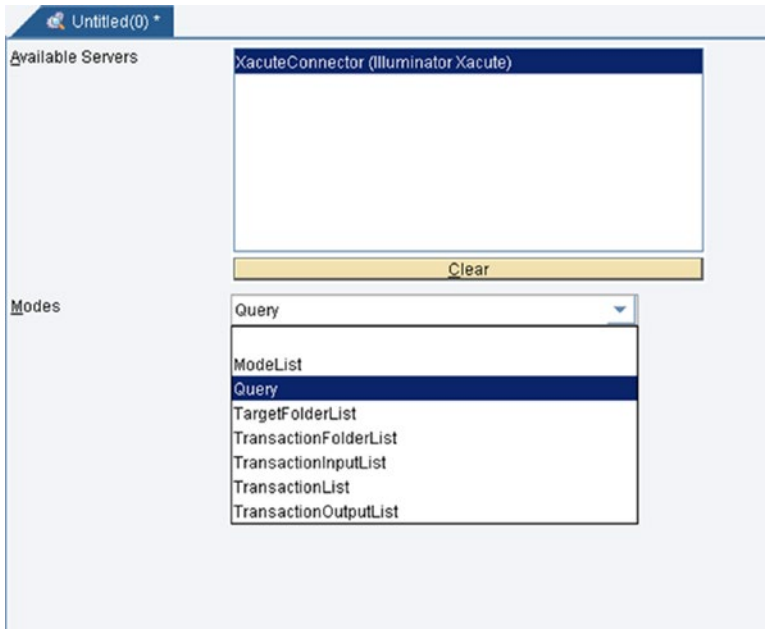 Untitled(0) *
Available Servers
XacuteConnector (Illuminator Xacute)
Clear
Modes
Query
ModeList
Query
TargetFolderList
TransactionFolderList
TransactionInputList
TransactionList
TransactionOutputList